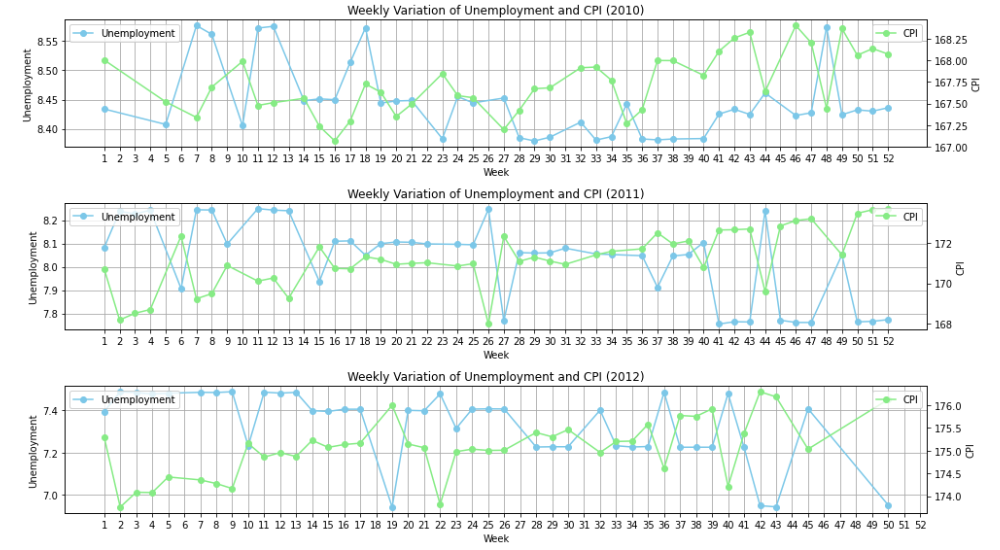 Weekly Variation of Unemployment and CPI (2010)
Unemployment
CPI
8.55
8.50
8.45
8.40
Unemployment
168.25
168.00
167.75
167.50
167.25
167.00
CPI
1 2 3 4 5 6 7 8 9 10 11 12 13 14 15 16 17 18 19 20 21 22 23 24 25 26 27 28 29 30 31 32 33 34 35 36 37 38 39 40 41 42 43 44 45 46 47 48 49 50 51 52
Week
Weekly Variation of Unemployment and CPI (2011)
Unemployment
CPI
8.2
8.1
8.0
7.9
7.8
Unemployment
172
170
168
CPI
1 2 3 4 5 6 7 8 9 10 11 12 13 14 15 16 17 18 19 20 21 22 23 24 25 26 27 28 29 30 31 32 33 34 35 36 37 38 39 40 41 42 43 44 45 46 47 48 49 50 51 52
Week
Weekly Variation of Unemployment and CPI (2012)
Unemployment
CPI
7.4
7.2
7.0
Unemployment
176.0
175.5
175.0
174.5
174.0
CPI
1 2 3 4 5 6 7 8 9 10 11 12 13 14 15 16 17 18 19 20 21 22 23 24 25 26 27 28 29 30 31 32 33 34 35 36 37 38 39 40 41 42 43 44 45 46 47 48 49 50 51 52
Week